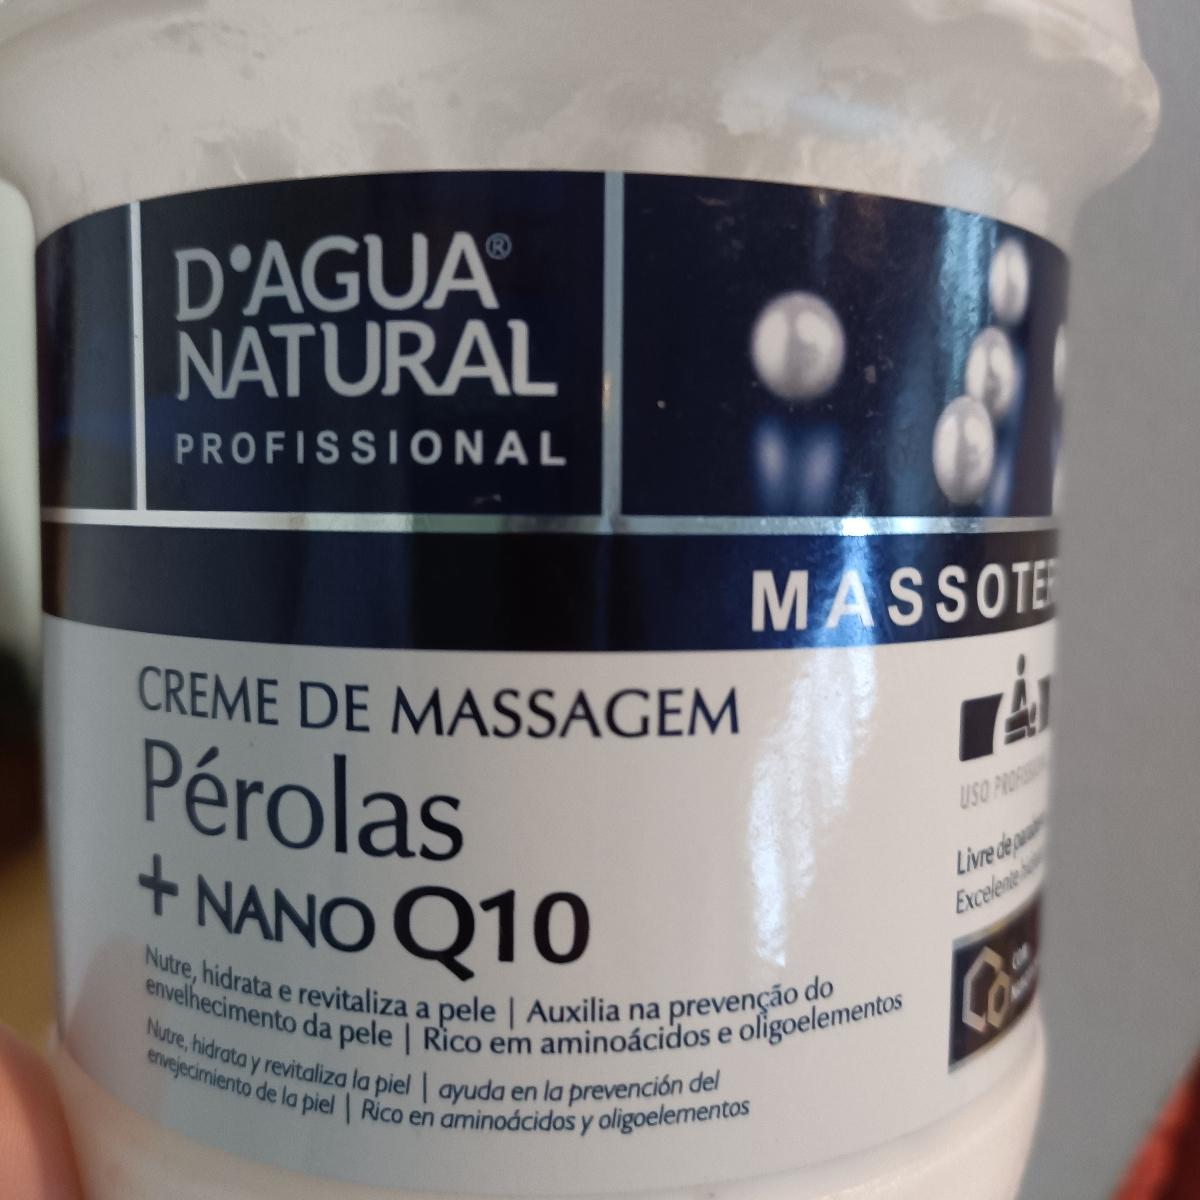 D'AGUA®
NATURAL
PROFISSIONAL
CREME DE MASSAGEM
Pérolas
+ NANO Q10
Nutre, hidrata e revitaliza a pele | Auxilia na prevenção do
envelhecimento da pele | Rico em aminoácidos e oligoelementos
Nutre, hidrata y revitaliza la piel | ayuda en la prevención del
envejecimiento de la piel | Rico en aminoácidos y oligoelementos
USO
Livre de
Excelente